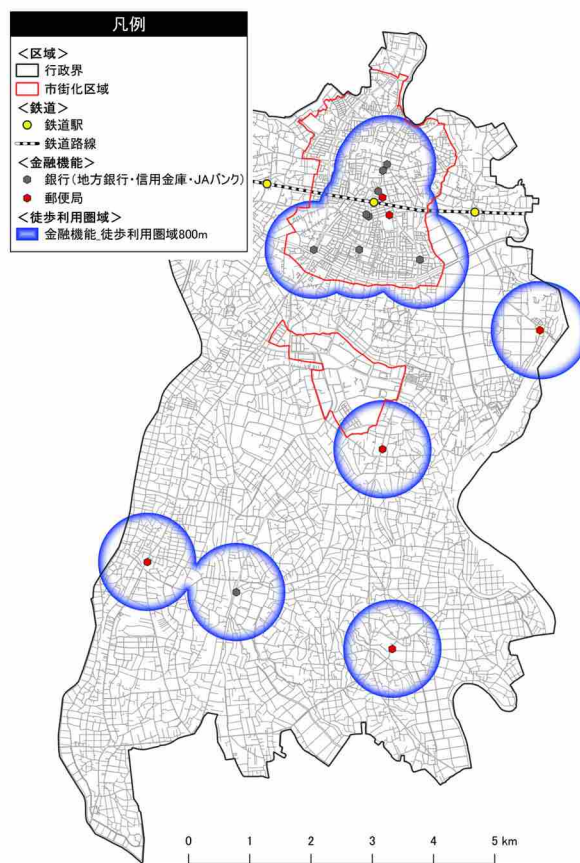 凡例
<区域>
行政界
市街化区域
<鉄道>
鉄道駅
鉄道路線
<金融機能>
銀行(地方銀行・信用金庫・JAバンク)
郵便局
<徒歩利用圏域>
金融機能_徒歩利用圏域800m
0 1 2 3 4 5 km